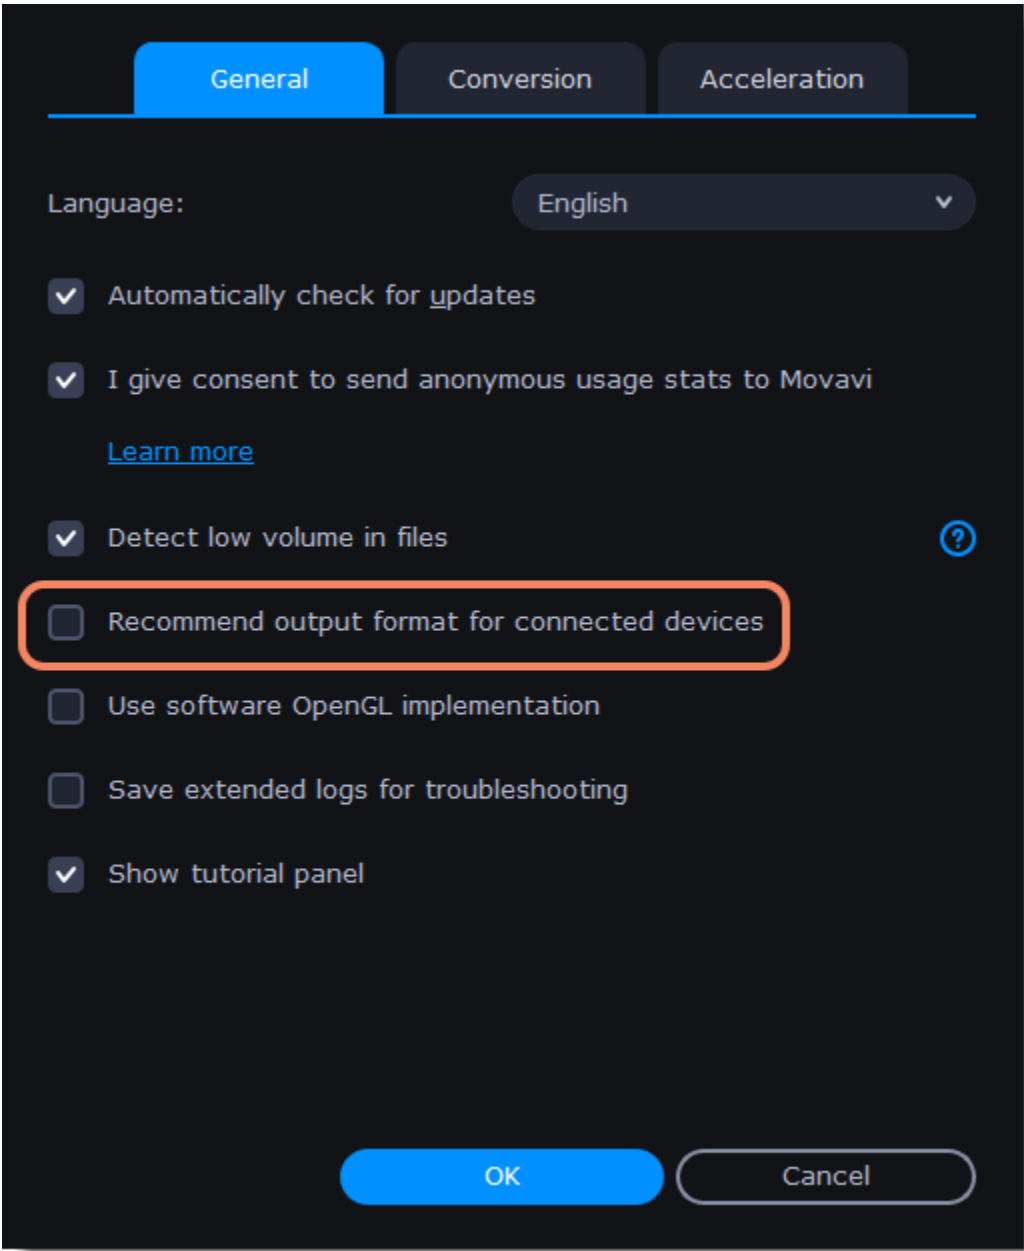 General Conversion Acceleration
Language: English
Automatically check for updates
I give consent to send anonymous usage stats to Movavi
Learn more
Detect low volume in files ?
Recommend output format for connected devices
Use software OpenGL implementation
Save extended logs for troubleshooting
Show tutorial panel
OK Cancel